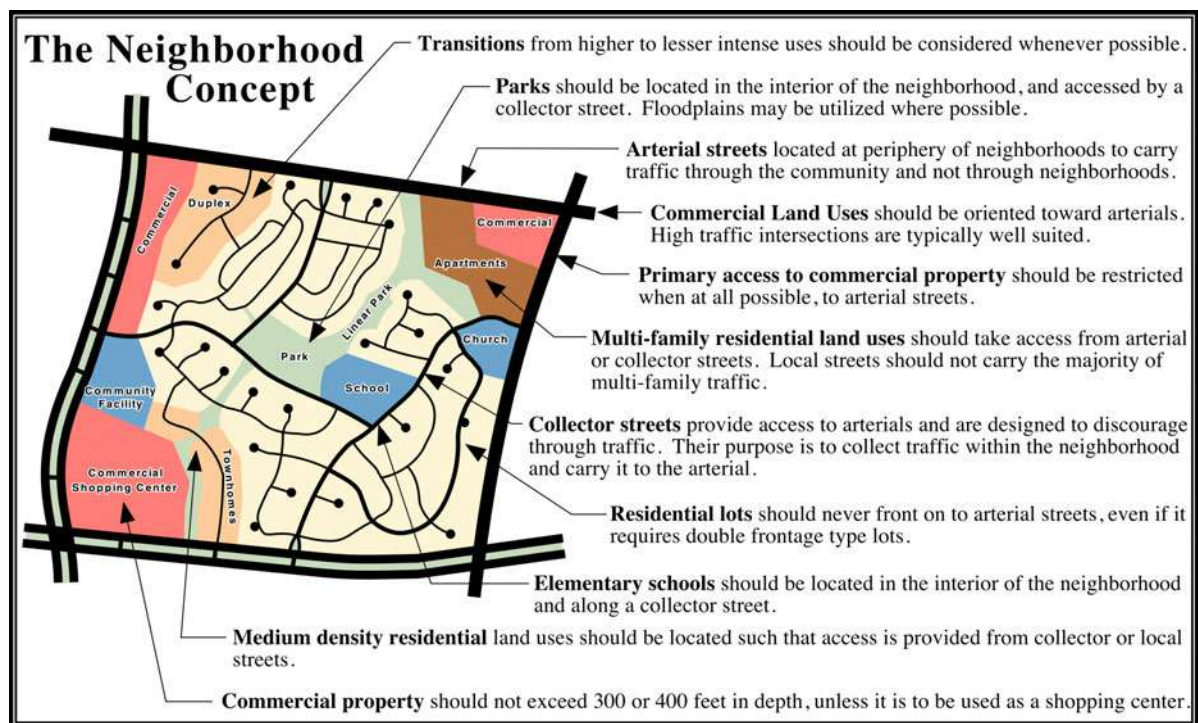 The Neighborhood
Concept
Transitions from higher to lesser intense uses should be considered whenever possible.
Parks should be located in the interior of the neighborhood, and accessed by a
collector street. Floodplains may be utilized where possible.
Arterial streets located at periphery of neighborhoods to carry
traffic through the community and not through neighborhoods.
Commercial Land Uses should be oriented toward arterials.
High traffic intersections are typically well suited.
Primary access to commercial property should be restricted
when at all possible, to arterial streets.
Multi-family residential land uses should take access from arterial
or collector streets. Local streets should not carry the majority of
multi-family traffic.
Collector streets provide access to arterials and are designed to discourage
through traffic. Their purpose is to collect traffic within the neighborhood
and carry it to the arterial.
Residential lots should never front on to arterial streets, even if it
requires double frontage type lots.
Elementary schools should be located in the interior of the neighborhood
and along a collector street.
Medium density residential land uses should be located such that access is provided from collector or local
streets.
Commercial property should not exceed 300 or 400 feet in depth, unless it is to be used as a shopping center.
Commercial
Duplex
Commercial
Apartments
Linear Park
Church
Park
School
Community
Facility
Commercial
Shopping Center
Townhomes